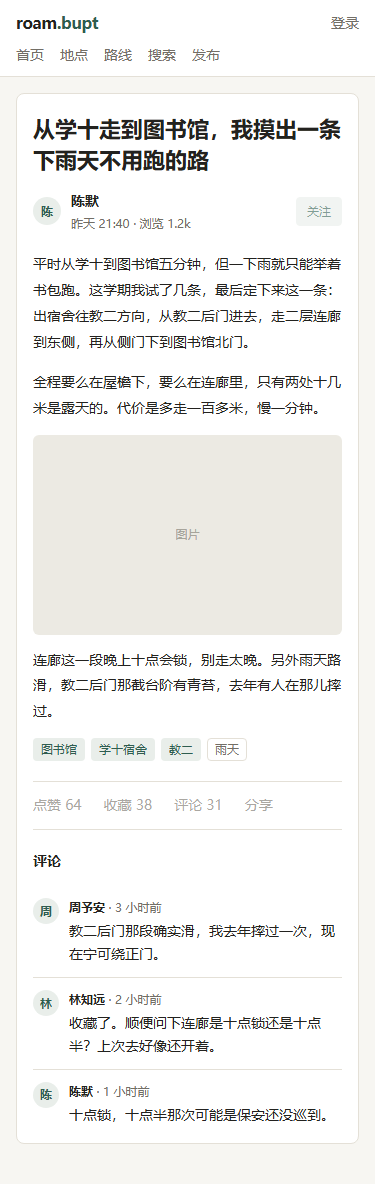 roam.bupt
登录
首页 地点 路线 搜索 发布
从学十走到图书馆，我摸出一条
下雨天不用跑的路
陈
陈默
昨天 21:40 · 浏览 1.2k
关注
平时从学十到图书馆五分钟，但一下雨就只能举着
书包跑。这学期我试了几条，最后定下来这一条：
出宿舍往教二方向，从教二后门进去，走二层连廊
到东侧，再从侧门下到图书馆北门。
全程要么在屋檐下，要么在连廊里，只有两处十几
米是露天的。代价是多走一百多米，慢一分钟。
图片
连廊这一段晚上十点会锁，别走太晚。另外雨天路
滑，教二后门那截台阶有青苔，去年有人在那儿摔
过。
图书馆 学十宿舍 教二 雨天
点赞 64 收藏 38 评论 31 分享
评论
周
周予安 · 3 小时前
教二后门那段确实滑，我去年摔过一次，现
在宁可绕正门。
林
林知远 · 2 小时前
收藏了。顺便问下连廊是十点锁还是十点
半？上次去好像还开着。
陈
陈默 · 1 小时前
十点锁，十点半那次可能是保安还没巡到。